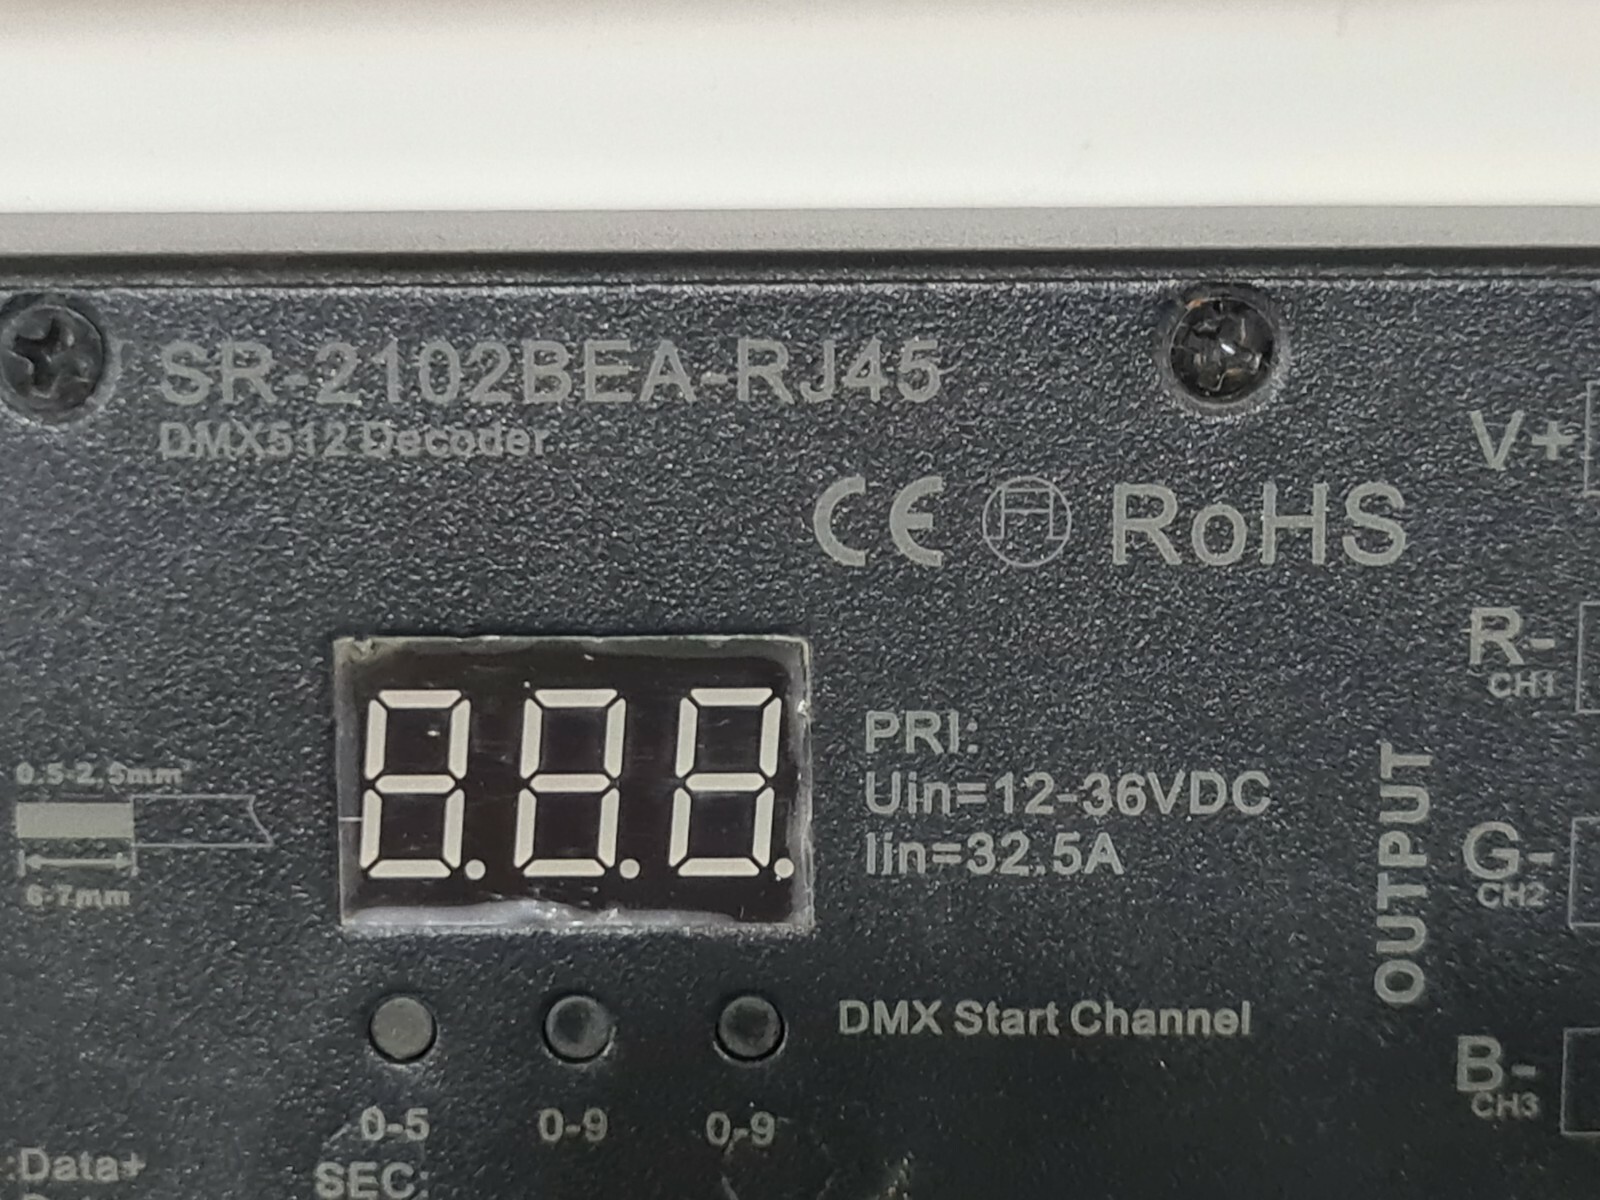 SR-2102BEA-RJ45
DMX512 Decoder
CE RoHS
V+
R-
CH1
PRI:
Uin=12-36VDC
Iin=32.5A
0.5-2.5mm²
6-7mm
OUTPUT
G-
CH2
DMX Start Channel
B-
CH3
0-5 0-9 0-9
Data+
SEC: